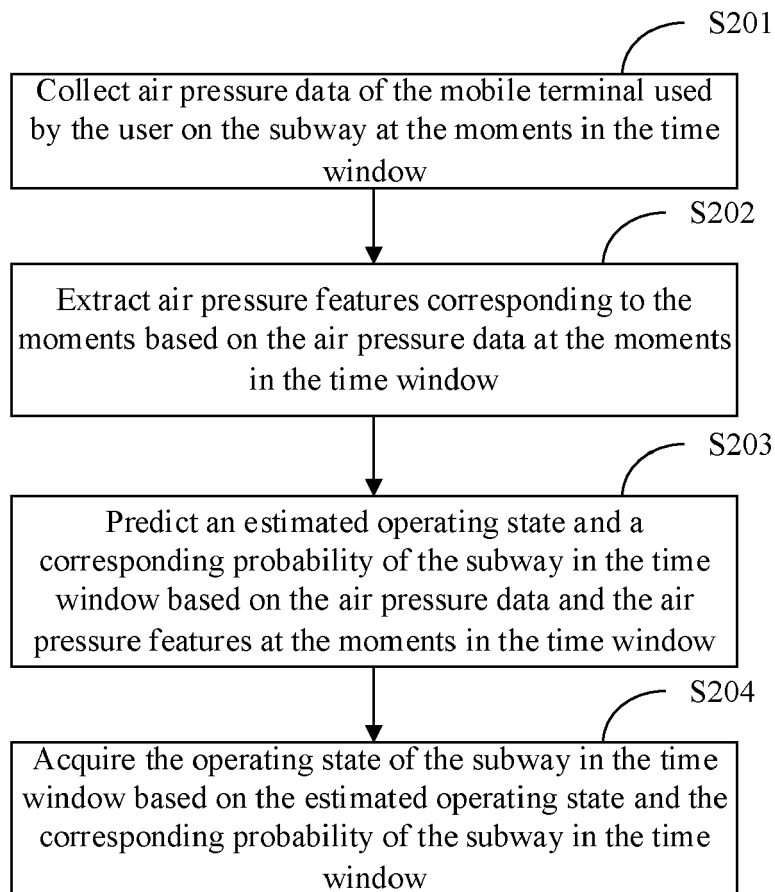 S201
Collect air pressure data of the mobile terminal used
by the user on the subway at the moments in the time
window
S202
Extract air pressure features corresponding to the
moments based on the air pressure data at the moments
in the time window
S203
Predict an estimated operating state and a
corresponding probability of the subway in the time
window based on the air pressure data and the air
pressure features at the moments in the time window
S204
Acquire the operating state of the subway in the time
window based on the estimated operating state and the
corresponding probability of the subway in the time
window